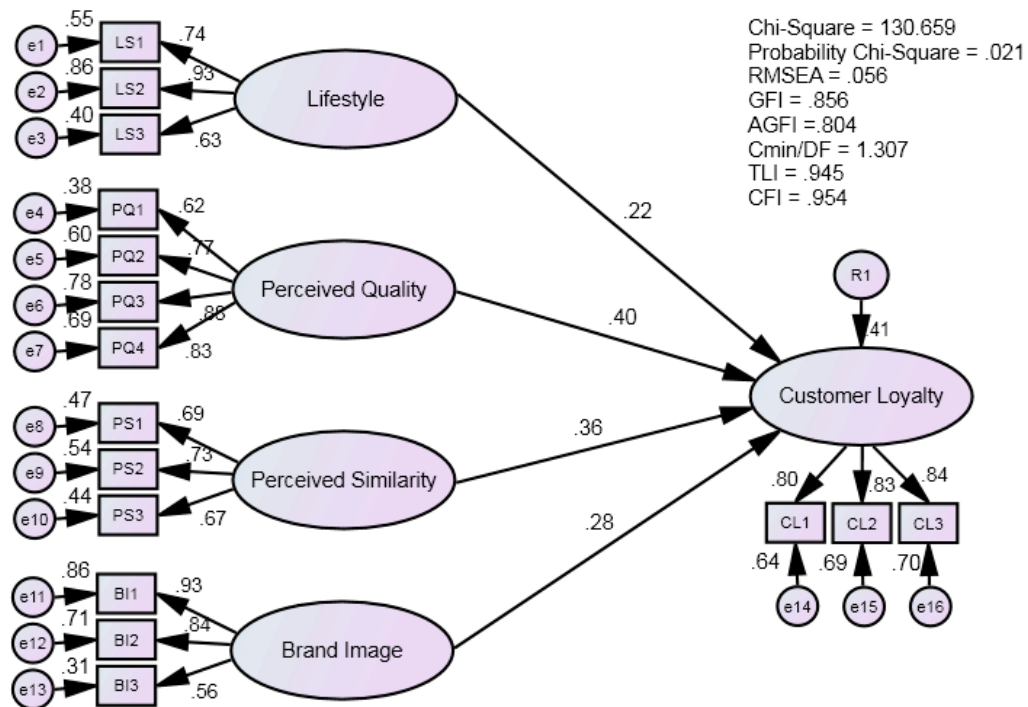 Chi-Square = 130.659
Probability Chi-Square = .021
RMSEA = .056
GFI = .856
AGFI =.804
Cmin/DF = 1.307
TLI = .945
CFI = .954
.55
e1
LS1
.74
.86
e2
LS2
.93
.40
e3
LS3
.63
Lifestyle
.22
.38
e4
PQ1
.62
.60
e5
PQ2
.77
.78
e6
PQ3
.88
.69
e7
PQ4
.83
Perceived Quality
.40
.47
e8
PS1
.69
.54
e9
PS2
.73
.44
e10
PS3
.67
Perceived Similarity
.36
.86
e11
BI1
.93
.71
e12
BI2
.84
.31
e13
BI3
.56
Brand Image
.28
R1
.41
Customer Loyalty
.80
.83
.84
CL1
CL2
CL3
.64
.69
.70
e14
e15
e16